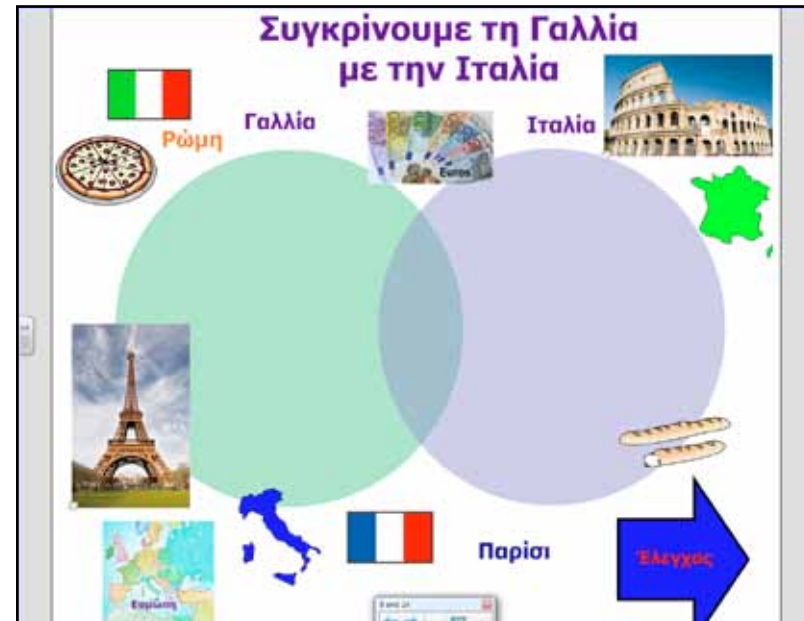 Συγκρίνουμε τη Γαλλία
με την Ιταλία
Γαλλία
Ιταλία
Ρώμη
Euros
Παρίσι
Έλεγχος
Ευρώπη